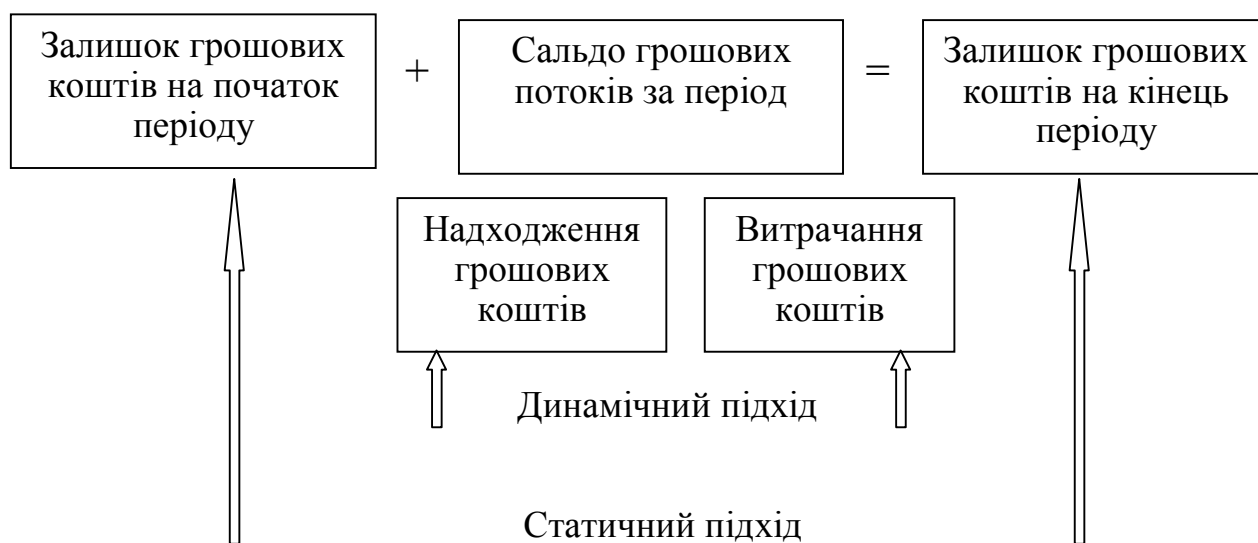 Залишок грошових
коштів на початок
періоду
+
Сальдо грошових
потоків за період
=
Залишок грошових
коштів на кінець
періоду
Надходження
грошових
коштів
Витрачання
грошових
коштів
Динамічний підхід
Статичний підхід